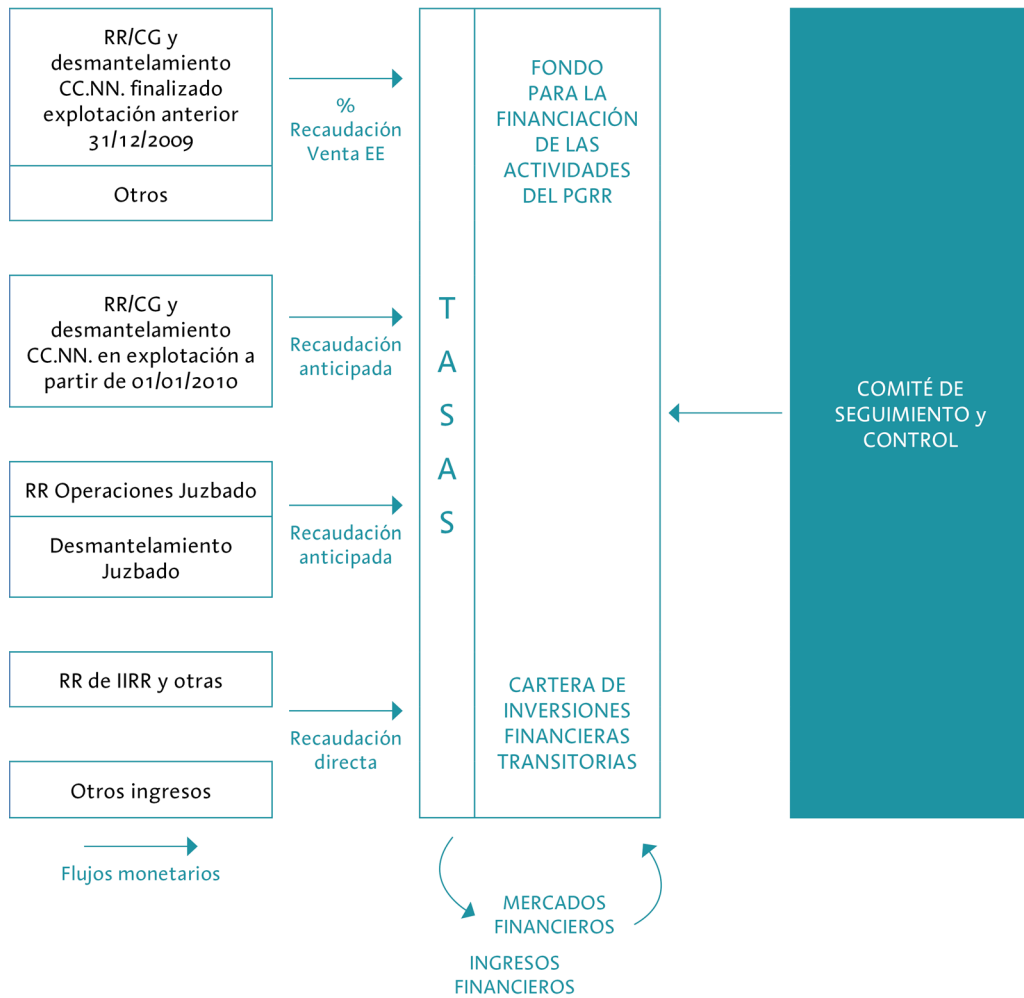 RR/CG y
desmantelamiento
CC.NN. finalizado
explotación anterior
31/12/2009
Otros
%
Recaudación
Venta EE
RR/CG y
desmantelamiento
CC.NN. en explotación a
partir de 01/01/2010
Recaudación
anticipada
RR Operaciones Juzbado
Desmantelamiento
Juzbado
Recaudación
anticipada
RR de IIRR y otras
Recaudación
directa
Otros ingresos
Flujos monetarios
T
A
S
A
S
FONDO
PARA LA
FINANCIACIÓN
DE LAS
ACTIVIDADES
DEL PGRR
CARTERA DE
INVERSIONES
FINANCIERAS
TRANSITORIAS
COMITÉ DE
SEGUIMIENTO y
CONTROL
MERCADOS
FINANCIEROS
INGRESOS
FINANCIEROS